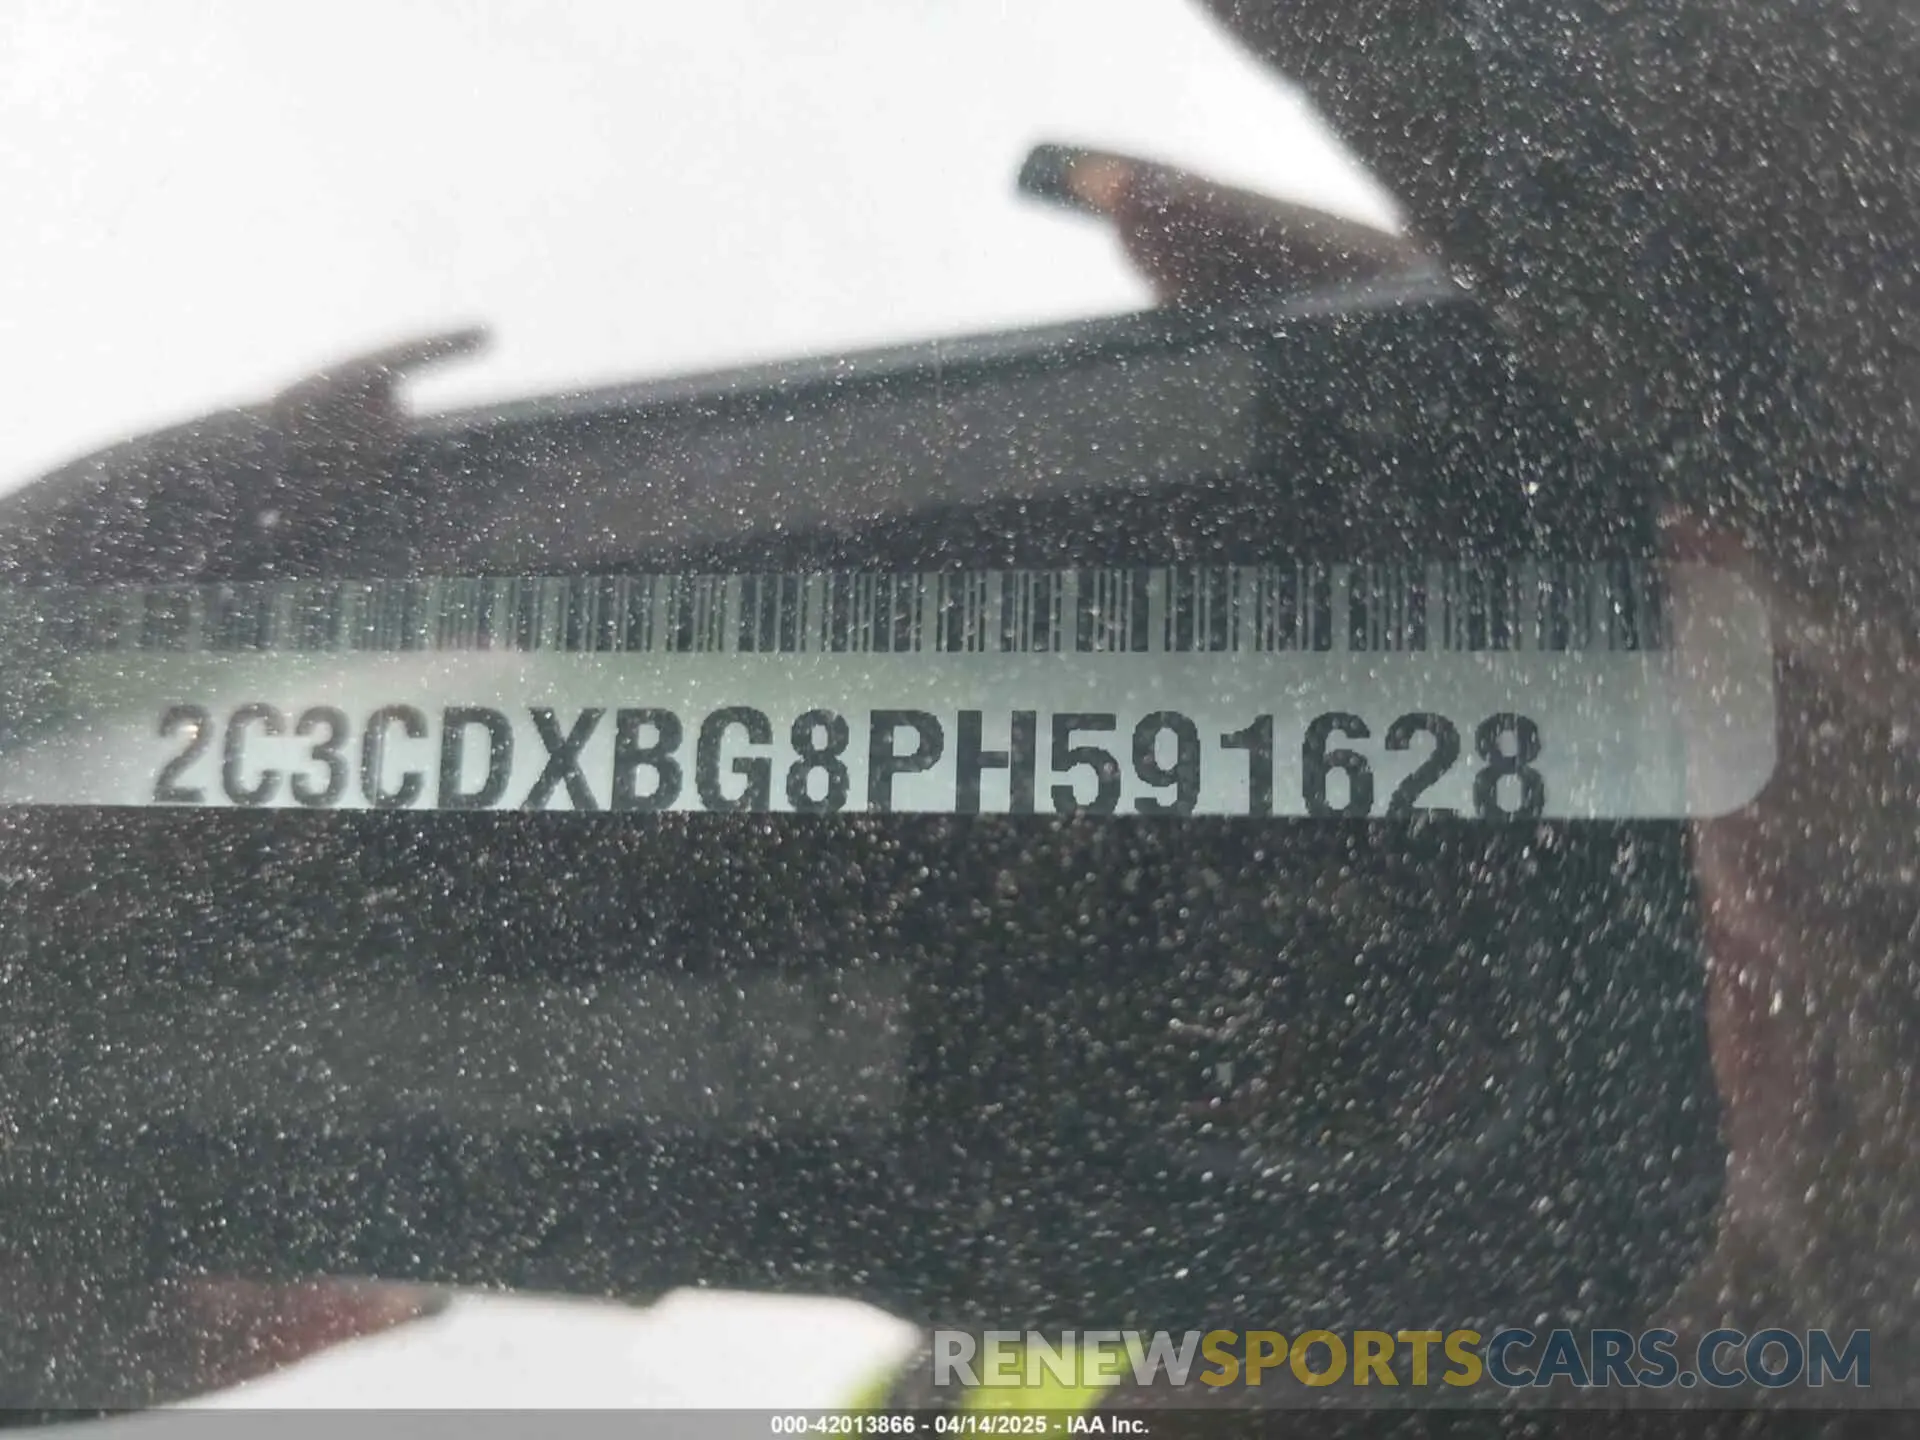 2C3CDXBG8PH591628
RENEWSPORTSCARS.COM
000-42013866 - 04/14/2025 - IAA Inc.